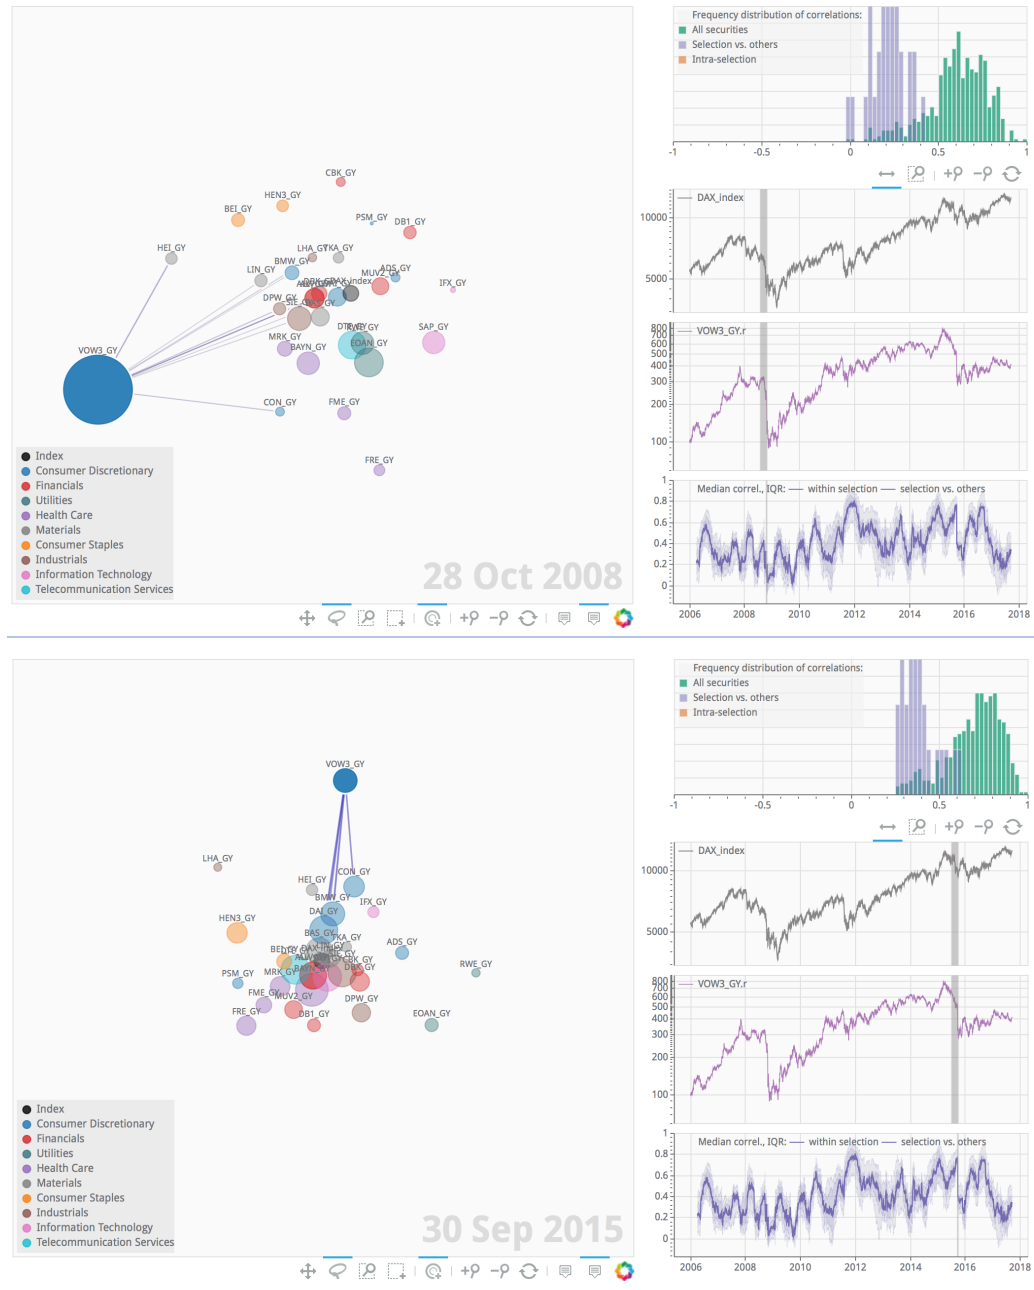 Frequency distribution of correlations:
All securities
Selection vs. others
Intra-selection
-1 -0.5 0 0.5 1
CBK_GY
HEN3_GY
BEI_GY
PSM_GY
DB1_GY
HEI_GY
LHA_GY
TKA_GY
BMW_GY
LIN_GY
ADS_GY
MUV2_GY
IFX_GY
DPW_GY
SIE_GY
SAP_GY
EOAN_GY
MRK_GY
BAYN_GY
VOW3_GY
CON_GY
FME_GY
FRE_GY
Index
Consumer Discretionary
Financials
Utilities
Health Care
Materials
Consumer Staples
Industrials
Information Technology
Telecommunication Services
28 Oct 2008
DAX_index
10000
5000
VOW3_GY.r
800
700
600
500
400
300
200
100
Median correl., IQR: within selection selection vs. others
1
0.8
0.6
0.4
0.2
0
2006 2008 2010 2012 2014 2016 2018
Frequency distribution of correlations:
All securities
Selection vs. others
Intra-selection
-1 -0.5 0 0.5 1
VOW3_GY
LHA_GY
CON_GY
HEI_GY
BMW_GY
IFX_GY
HEN3_GY
DAI_GY
BAS_GY
TKA_GY
ADS_GY
RWE_GY
PSM_GY
MRK_GY
FME_GY
MUV2_GY
DPW_GY
FRE_GY
DB1_GY
EOAN_GY
Index
Consumer Discretionary
Financials
Utilities
Health Care
Materials
Consumer Staples
Industrials
Information Technology
Telecommunication Services
30 Sep 2015
DAX_index
10000
5000
VOW3_GY.r
800
700
600
500
400
300
200
100
Median correl., IQR: within selection selection vs. others
1
0.8
0.6
0.4
0.2
0
2006 2008 2010 2012 2014 2016 2018